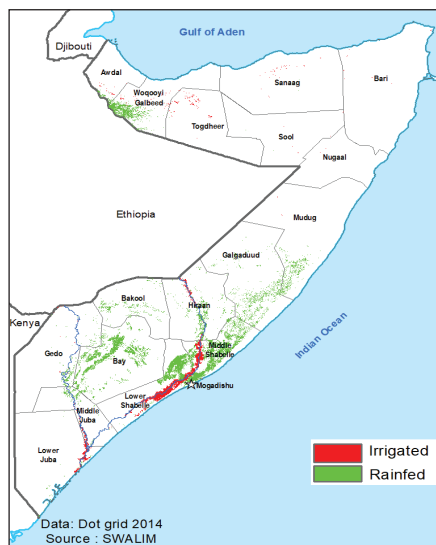 Gulf of Aden
Djibouti
Awdal
Sanaag
Bari
Woqooyi
Galbeed
Togdheer
Sool
Nugaal
Ethiopia
Mudug
Galgaduud
Bakool
Hiraan
Indian Ocean
Kenya
Gedo
Bay
Middle
Shabelle
Mogadishu
Lower
Shabelle
Middle
Juba
Lower
Juba
Irrigated
Rainfed
Data: Dot grid 2014
Source : SWALIM